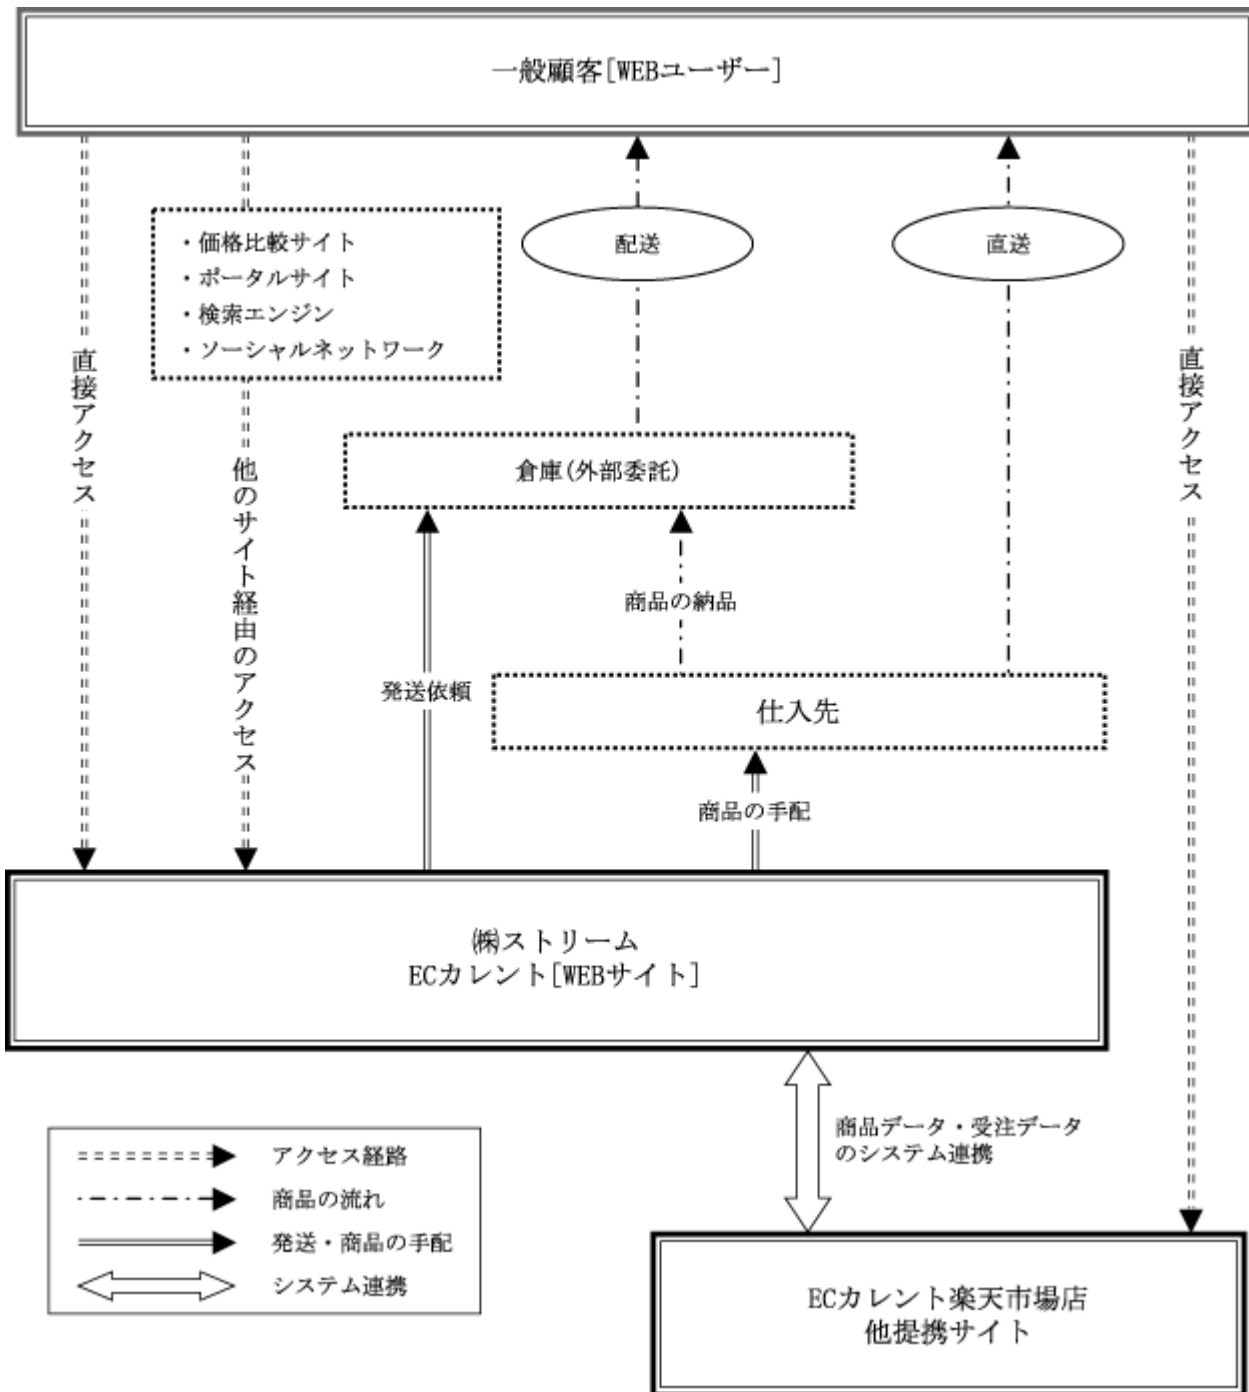 一般顧客[WEBユーザー]
・価格比較サイト
・ポータルサイト
・検索エンジン
・ソーシャルネットワーク
配送
直送
直接アクセス
他のサイト経由のアクセス
直接アクセス
倉庫(外部委託)
商品の納品
発送依頼
仕入先
商品の手配
㈱ストリーム
ECカレント[WEBサイト]
商品データ・受注データ
のシステム連携
アクセス経路
商品の流れ
発送・商品の手配
システム連携
ECカレント楽天市場店
他提携サイト